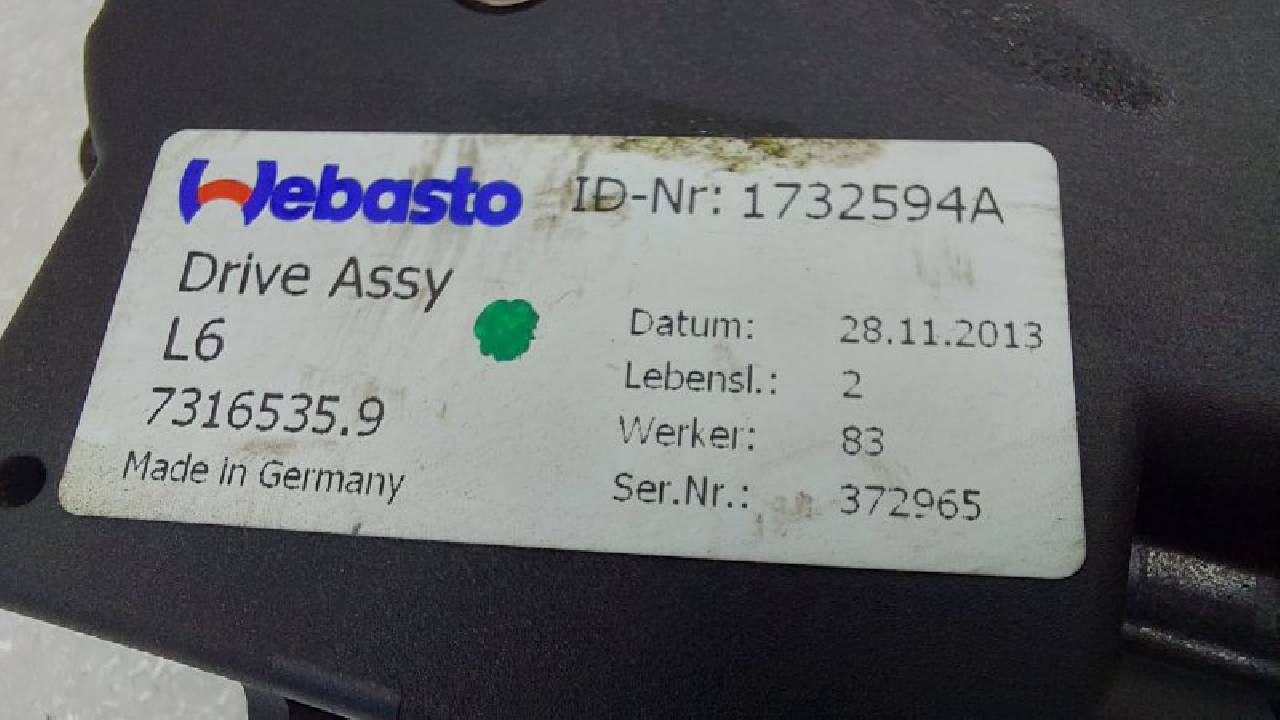 Webasto ID-Nr: 1732594A
Drive Assy
L6
7316535.9
Made in Germany
Datum: 28.11.2013
Lebensl.: 2
Werker: 83
Ser.Nr.: 372965